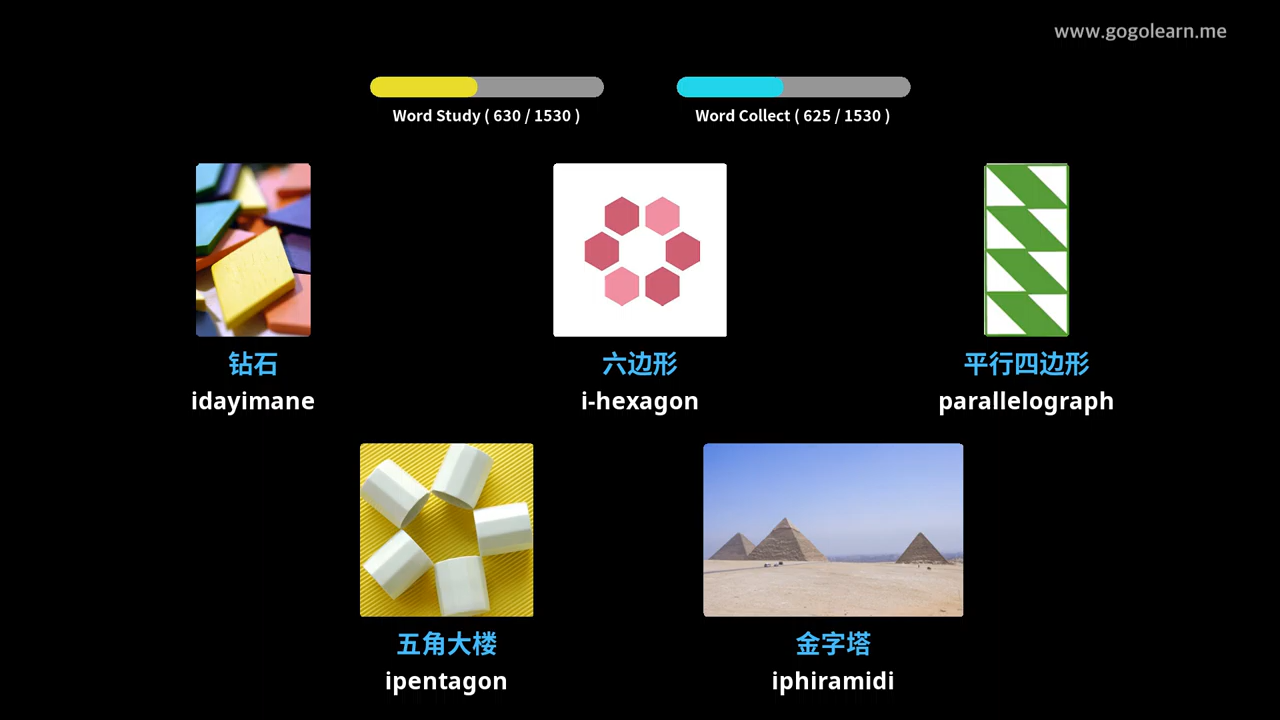 www.gogolearn.me
Word Study ( 630 / 1530 )
Word Collect ( 625 / 1530 )
钻石
idayimane
六边形
i-hexagon
平行四边形
parallelograph
五角大楼
ipentagon
金字塔
iphiramidi